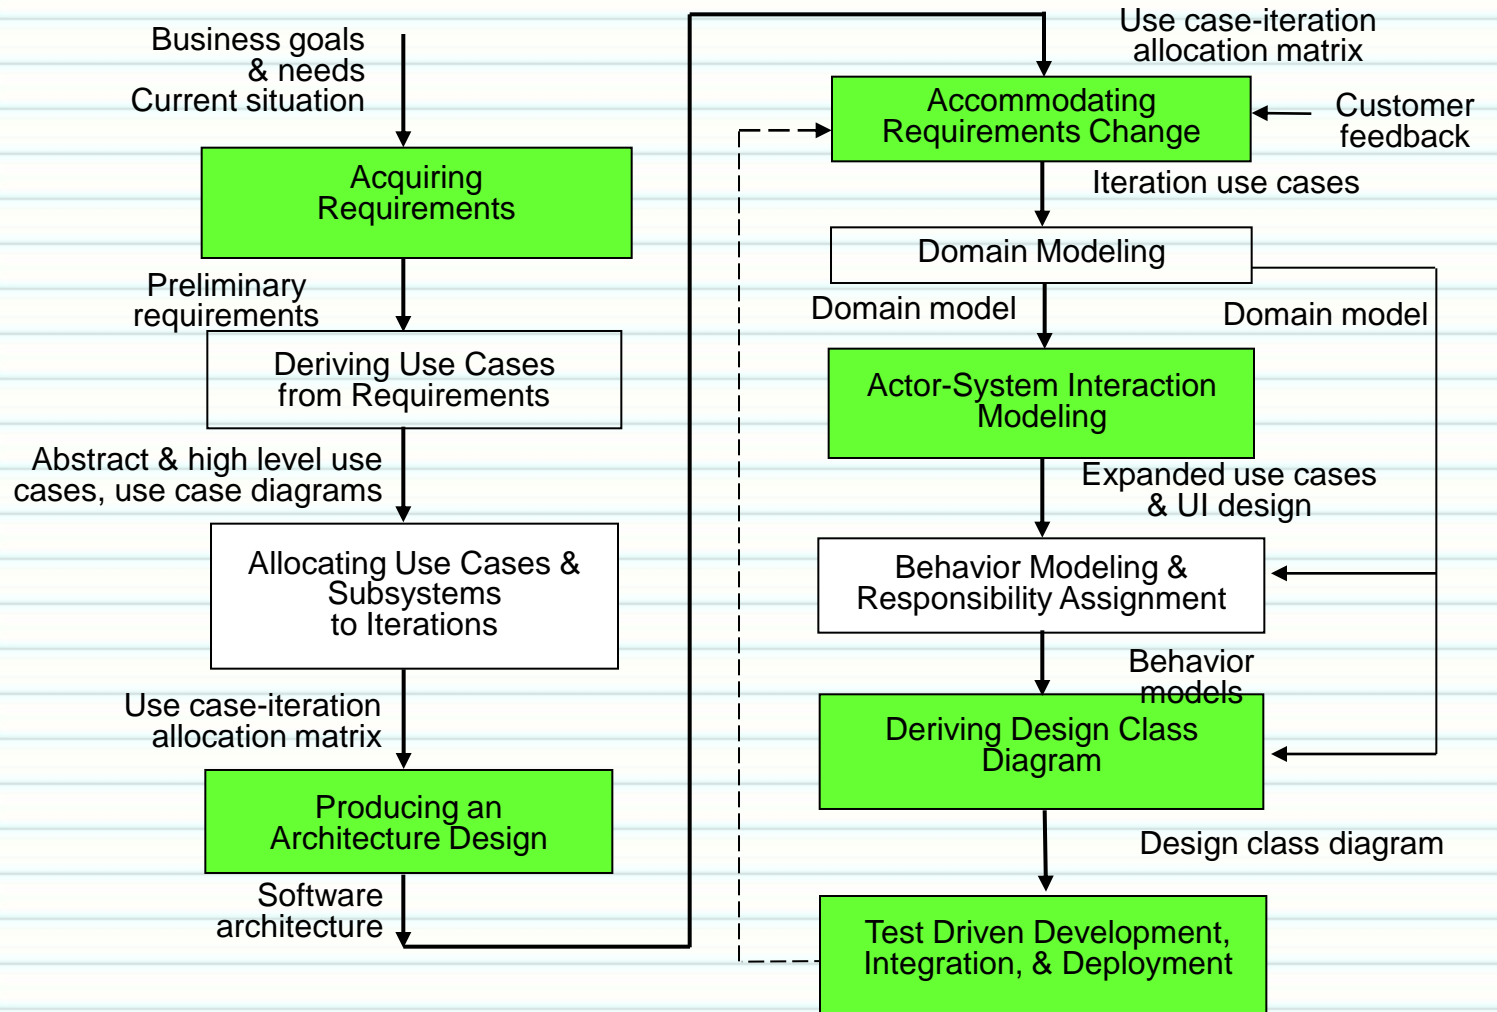 Business goals
& needs
Current situation
Acquiring
Requirements
Preliminary
requirements
Deriving Use Cases
from Requirements
Abstract & high level use
cases, use case diagrams
Allocating Use Cases &
Subsystems
to Iterations
Use case-iteration
allocation matrix
Producing an
Architecture Design
Software
architecture
Use case-iteration
allocation matrix
Accommodating
Requirements Change
Customer
feedback
Iteration use cases
Domain Modeling
Domain model
Domain model
Actor-System Interaction
Modeling
Expanded use cases
& UI design
Behavior Modeling &
Responsibility Assignment
Behavior
models
Deriving Design Class
Diagram
Design class diagram
Test Driven Development,
Integration, & Deployment